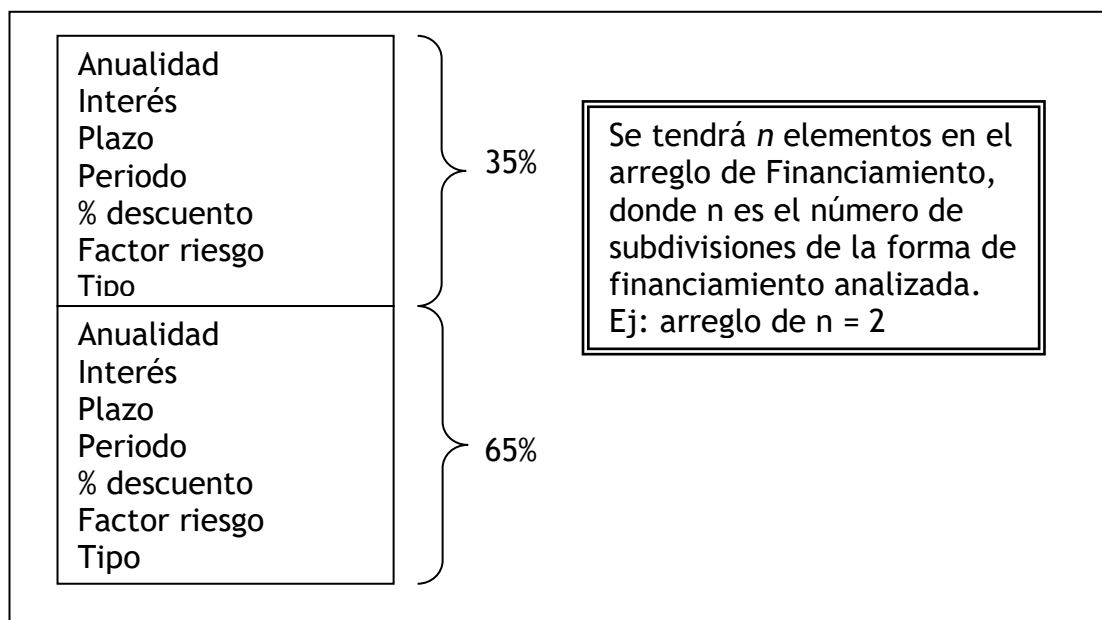 Anualidad
Interés
Plazo
Periodo
% descuento
Factor riesgo
Tipo
35%
Anualidad
Interés
Plazo
Periodo
% descuento
Factor riesgo
Tipo
65%
Se tendrá n elementos en el
arreglo de Financiamiento,
donde n es el número de
subdivisiones de la forma de
financiamiento analizada.
Ej: arreglo de n = 2